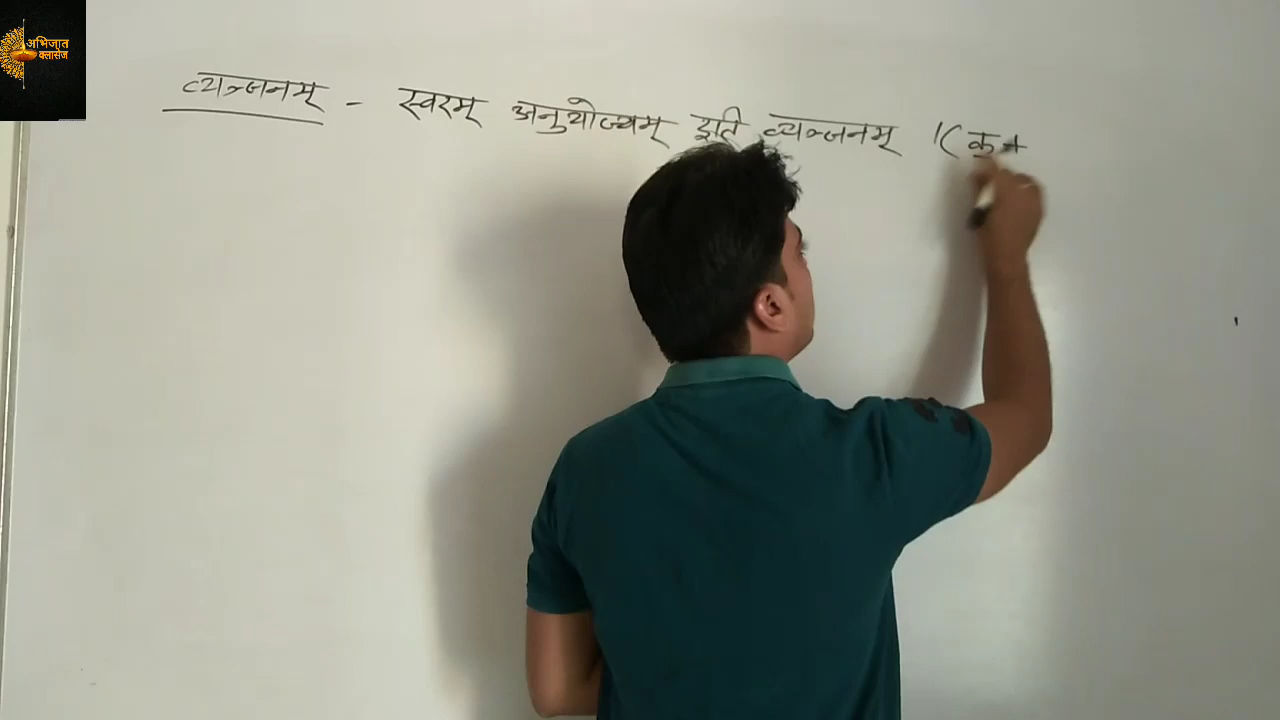 अभिजात
क्लासेज
व्यञ्जनम् - स्वरम् अनुयोज्यम् इति व्यञ्जनम् ।( क् +